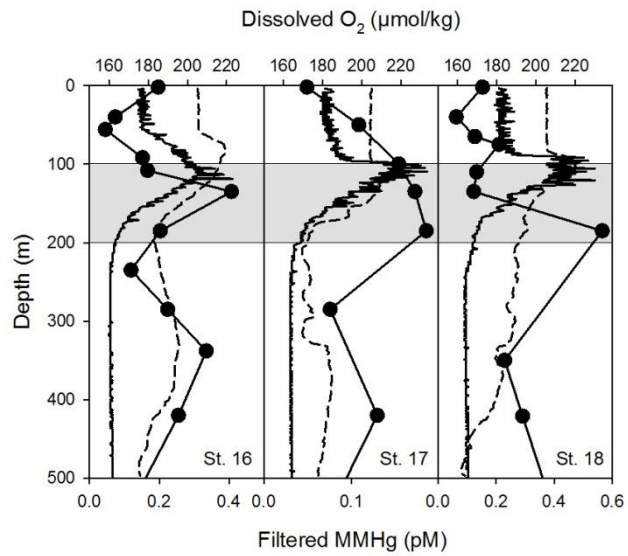 Dissolved O2 (µmol/kg)
160 180 200 220 160 180 200 220 160 180 200 220
0
100
200
300
400
500
Depth (m)
St. 16 St. 17 St. 18
0.0 0.2 0.4 0.0 0.1 0.0 0.2 0.4 0.6
Filtered MMHg (pM)